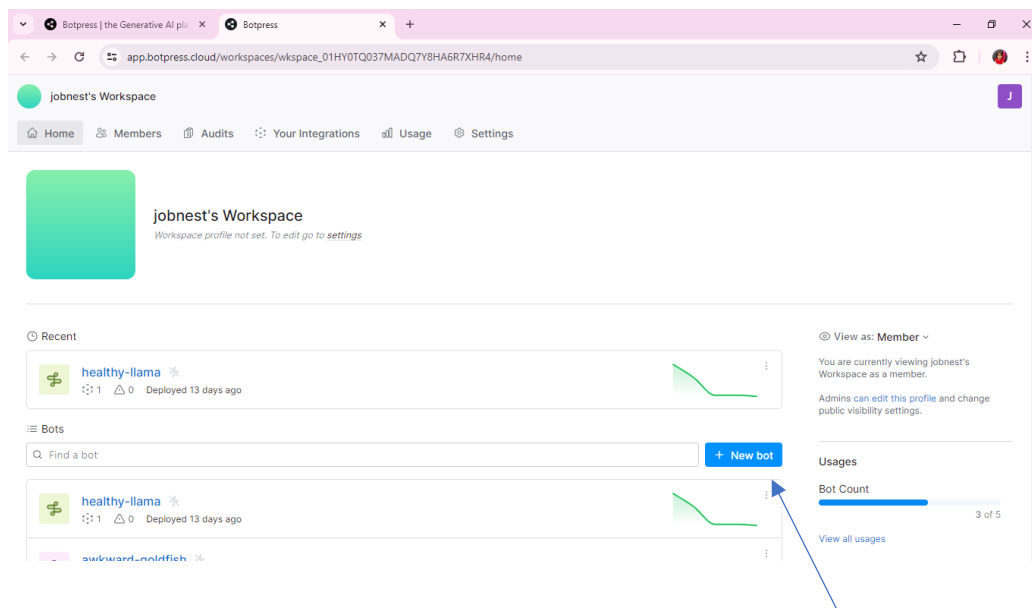 Botpress | the Generative AI pla
Botpress
app.botpress.cloud/workspaces/wkspace_01HY0TQ037MADQ7Y8HA6R7XHR4/home
jobnest's Workspace
J
Home Members Audits Your Integrations Usage Settings
jobnest's Workspace
Workspace profile not set. To edit go to settings
Recent
healthy-llama
1 0 Deployed 13 days ago
Bots
Find a bot
+ New bot
healthy-llama
1 0 Deployed 13 days ago
awkward-goldfish
View as: Member
You are currently viewing jobnest's
Workspace as a member.
Admins can edit this profile and change
public visibility settings.
Usages
Bot Count
3 of 5
View all usages